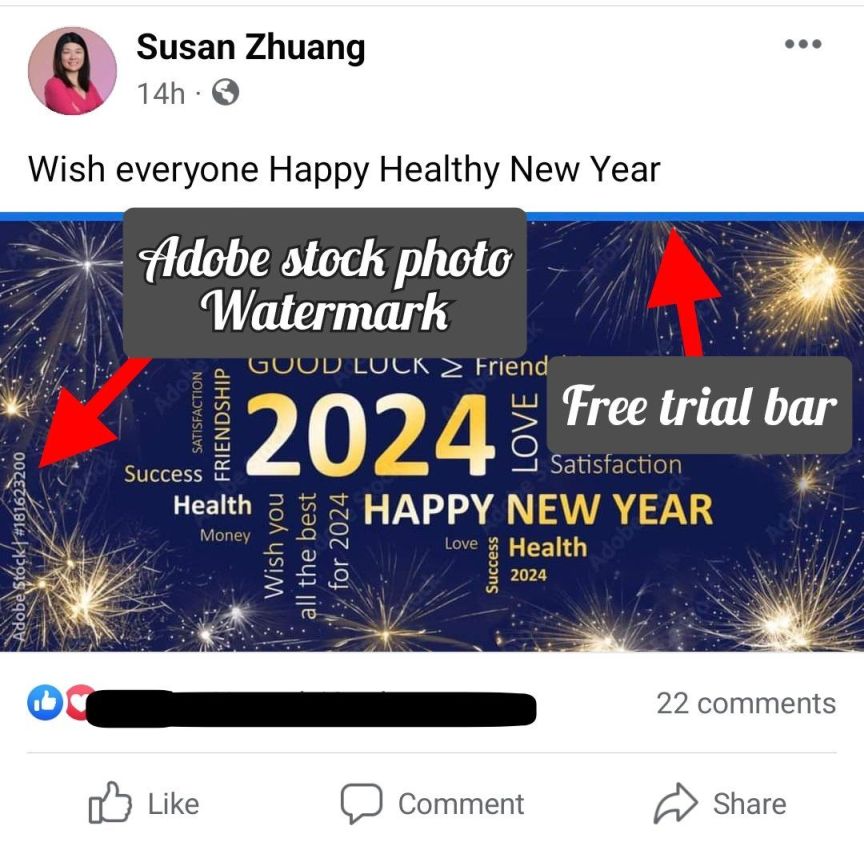 Susan Zhuang
14h ·
Wish everyone Happy Healthy New Year
Adobe stock photo
Watermark
GOOD LUCK
Free trial bar
SATISFACTION
FRIENDSHIP
2024
LOVE
Success
Satisfaction
Health
HAPPY NEW YEAR
Money
Wish you
all the best
for 2024
Love
Success
Health
2024
Adobe Stock | #181623200
22 comments
Like
Comment
Share